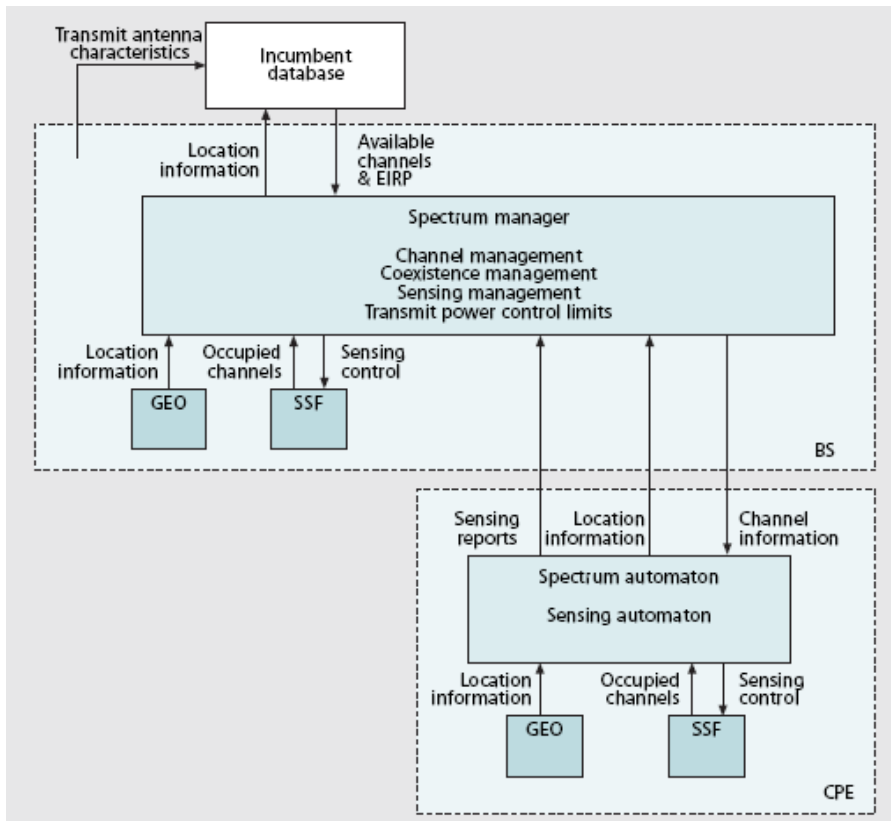 Transmit antenna
characteristics
Incumbent
database
Location
information
Available
channels
& EIRP
Spectrum manager
Channel management
Coexistence management
Sensing management
Transmit power control limits
Location
information
Occupied
channels
Sensing
control
GEO
SSF
BS
Sensing
reports
Location
information
Channel
information
Spectrum automaton
Sensing automaton
Location
information
Occupied
channels
Sensing
control
GEO
SSF
CPE